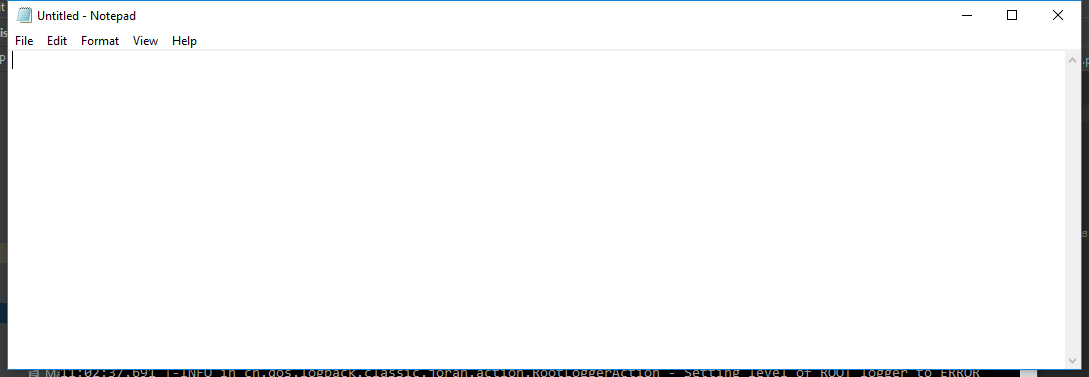 Untitled - Notepad
File Edit Format View Help
11:02:37,691 |-INFO in ch.qos.logback.classic.joran.action.RootLoggerAction - Setting level of ROOT logger to ERROR